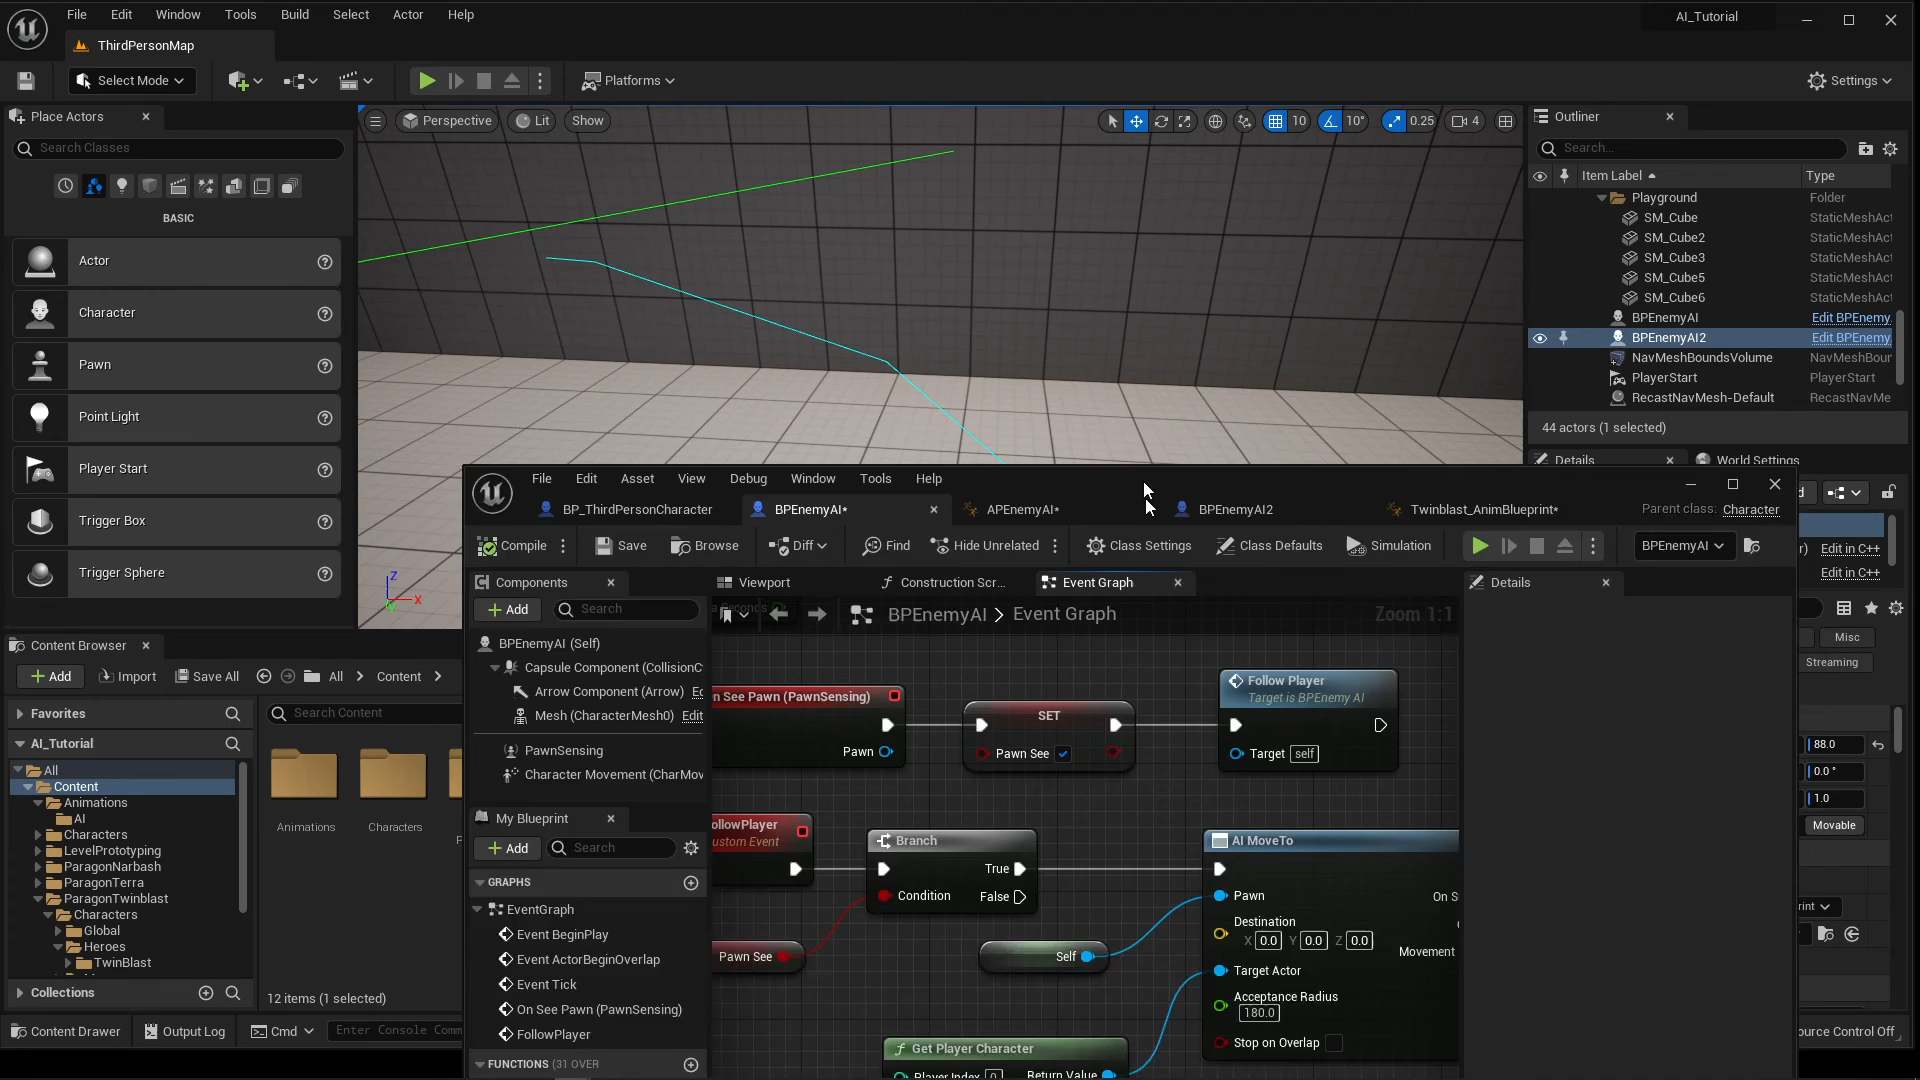 File Edit Window Tools Build Select Actor Help
AI_Tutorial
ThirdPersonMap
Select Mode
Platforms
Settings
Place Actors
Search Classes
BASIC
Actor
Character
Pawn
Point Light
Player Start
Trigger Box
Trigger Sphere
Perspective Lit Show
10 10° 0.25 4
Z
X
Y
Outliner
Search...
Item Label Type
Playground Folder
SM_Cube StaticMeshAct
SM_Cube2 StaticMeshAct
SM_Cube3 StaticMeshAct
SM_Cube5 StaticMeshAct
SM_Cube6 StaticMeshAct
BPEnemyAI Edit BPEnemy
BPEnemyAI2 Edit BPEnemy
NavMeshBoundsVolume NavMeshBour
PlayerStart PlayerStart
RecastNavMesh-Default RecastNavMe
44 actors (1 selected)
Details World Settings
Edit in C++
Edit in C++
Misc
Streaming
88.0
0.0 °
1.0
Movable
File Edit Asset View Debug Window Tools Help
BP_ThirdPersonCharacter BPEnemyAI* APEnemyAI* BPEnemyAI2 Twinblast_AnimBlueprint*
Parent class: Character
Compile Save Browse Diff Find Hide Unrelated Class Settings Class Defaults Simulation
BPEnemyAI
Components
Add Search
BPEnemyAI (Self)
Capsule Component (CollisionC
Arrow Component (Arrow)
Mesh (CharacterMesh0) Edit
PawnSensing
Character Movement (CharMov
My Blueprint
Add Search
GRAPHS
EventGraph
Event BeginPlay
Event ActorBeginOverlap
Event Tick
On See Pawn (PawnSensing)
FollowPlayer
FUNCTIONS (31 OVER
Viewport Construction Scr... Event Graph
BPEnemyAI > Event Graph
Zoom 1:1
n See Pawn (PawnSensing)
Pawn
SET
Pawn See
Follow Player
Target is BPEnemy AI
Target self
ollowPlayer
ustom Event
Branch
True
Condition False
Pawn See
Self
AI MoveTo
Pawn On S
Destination
X 0.0 Y 0.0 Z 0.0
Movement
Target Actor
Acceptance Radius
180.0
Stop on Overlap
Get Player Character
Player Index 0 Return Value
Details
Content Browser
Add Import Save All All Content
Favorites
AI_Tutorial
All
Content
Animations
AI
Characters
LevelPrototyping
ParagonNarbash
ParagonTerra
ParagonTwinblast
Characters
Global
Heroes
TwinBlast
Collections
Search Content
Animations
Characters
12 items (1 selected)
Content Drawer Output Log Cmd Enter Console Comm
ource Control Off